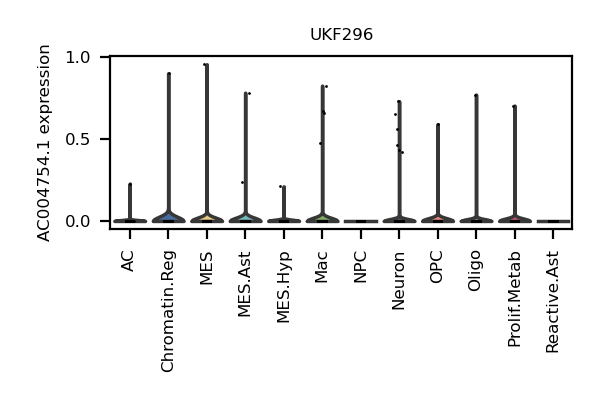 UKF296
AC004754.1 expression
1.0
0.5
0.0
AC
Chromatin.Reg
MES
MES.Ast
MES.Hyp
Mac
NPC
Neuron
OPC
Oligo
Prolif.Metab
Reactive.Ast